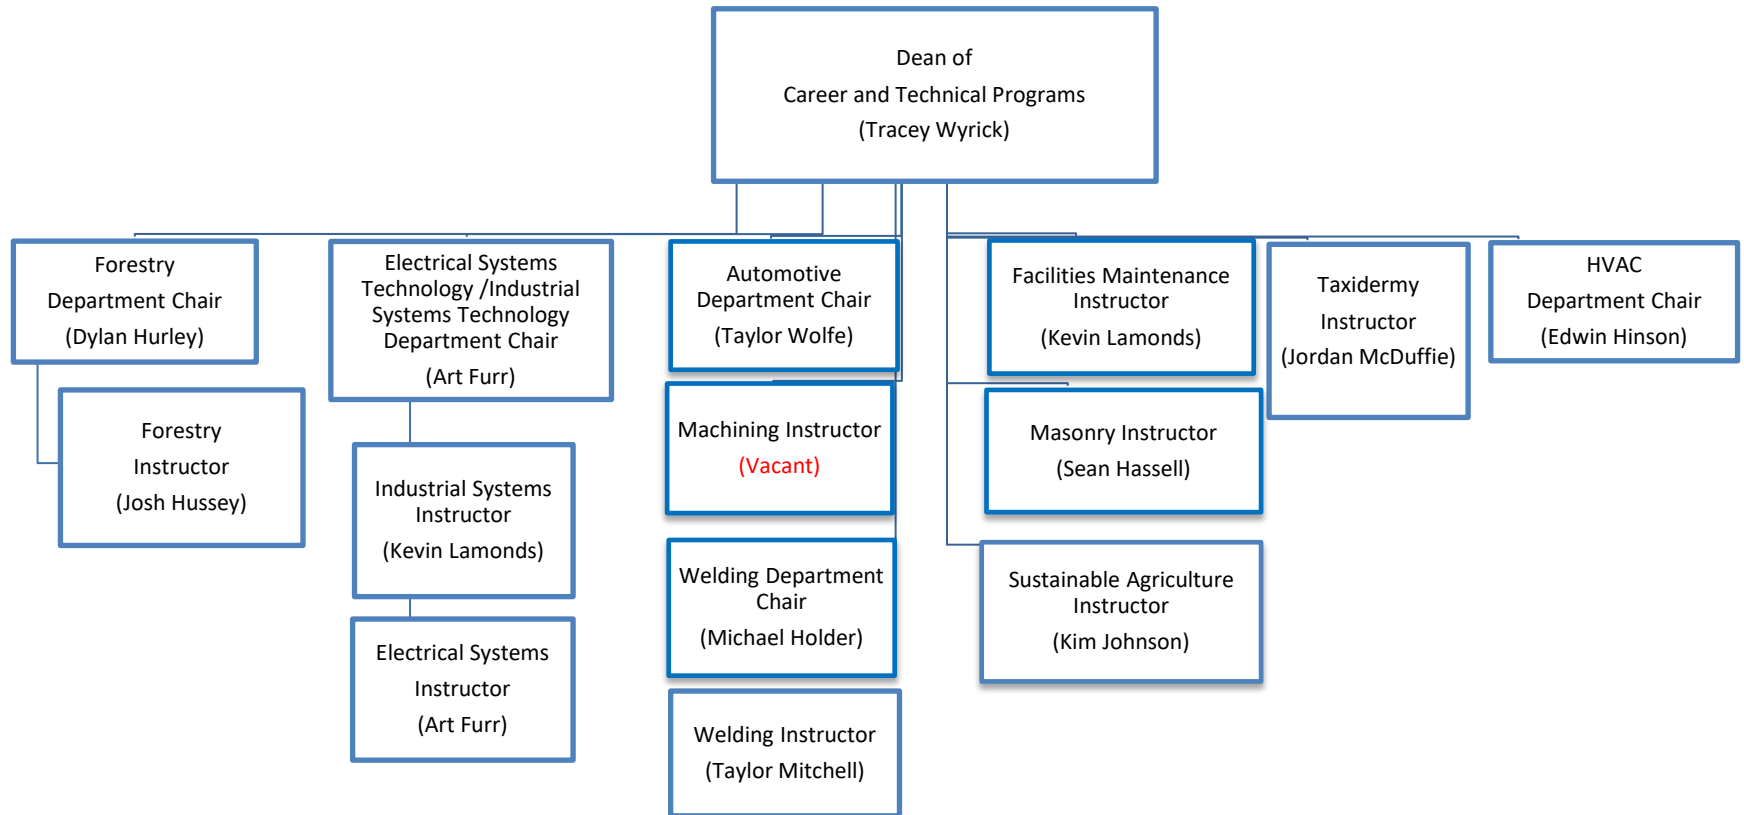 Dean of
Career and Technical Programs
(Tracey Wyrick)
Forestry
Department Chair
(Dylan Hurley)
Forestry
Instructor
(Josh Hussey)
Electrical Systems
Technology /Industrial
Systems Technology
Department Chair
(Art Furr)
Industrial Systems
Instructor
(Kevin Lamonds)
Electrical Systems
Instructor
(Art Furr)
Automotive
Department Chair
(Taylor Wolfe)
Machining Instructor
(Vacant)
Welding Department
Chair
(Michael Holder)
Welding Instructor
(Taylor Mitchell)
Facilities Maintenance
Instructor
(Kevin Lamonds)
Masonry Instructor
(Sean Hassell)
Sustainable Agriculture
Instructor
(Kim Johnson)
Taxidermy
Instructor
(Jordan McDuffie)
HVAC
Department Chair
(Edwin Hinson)